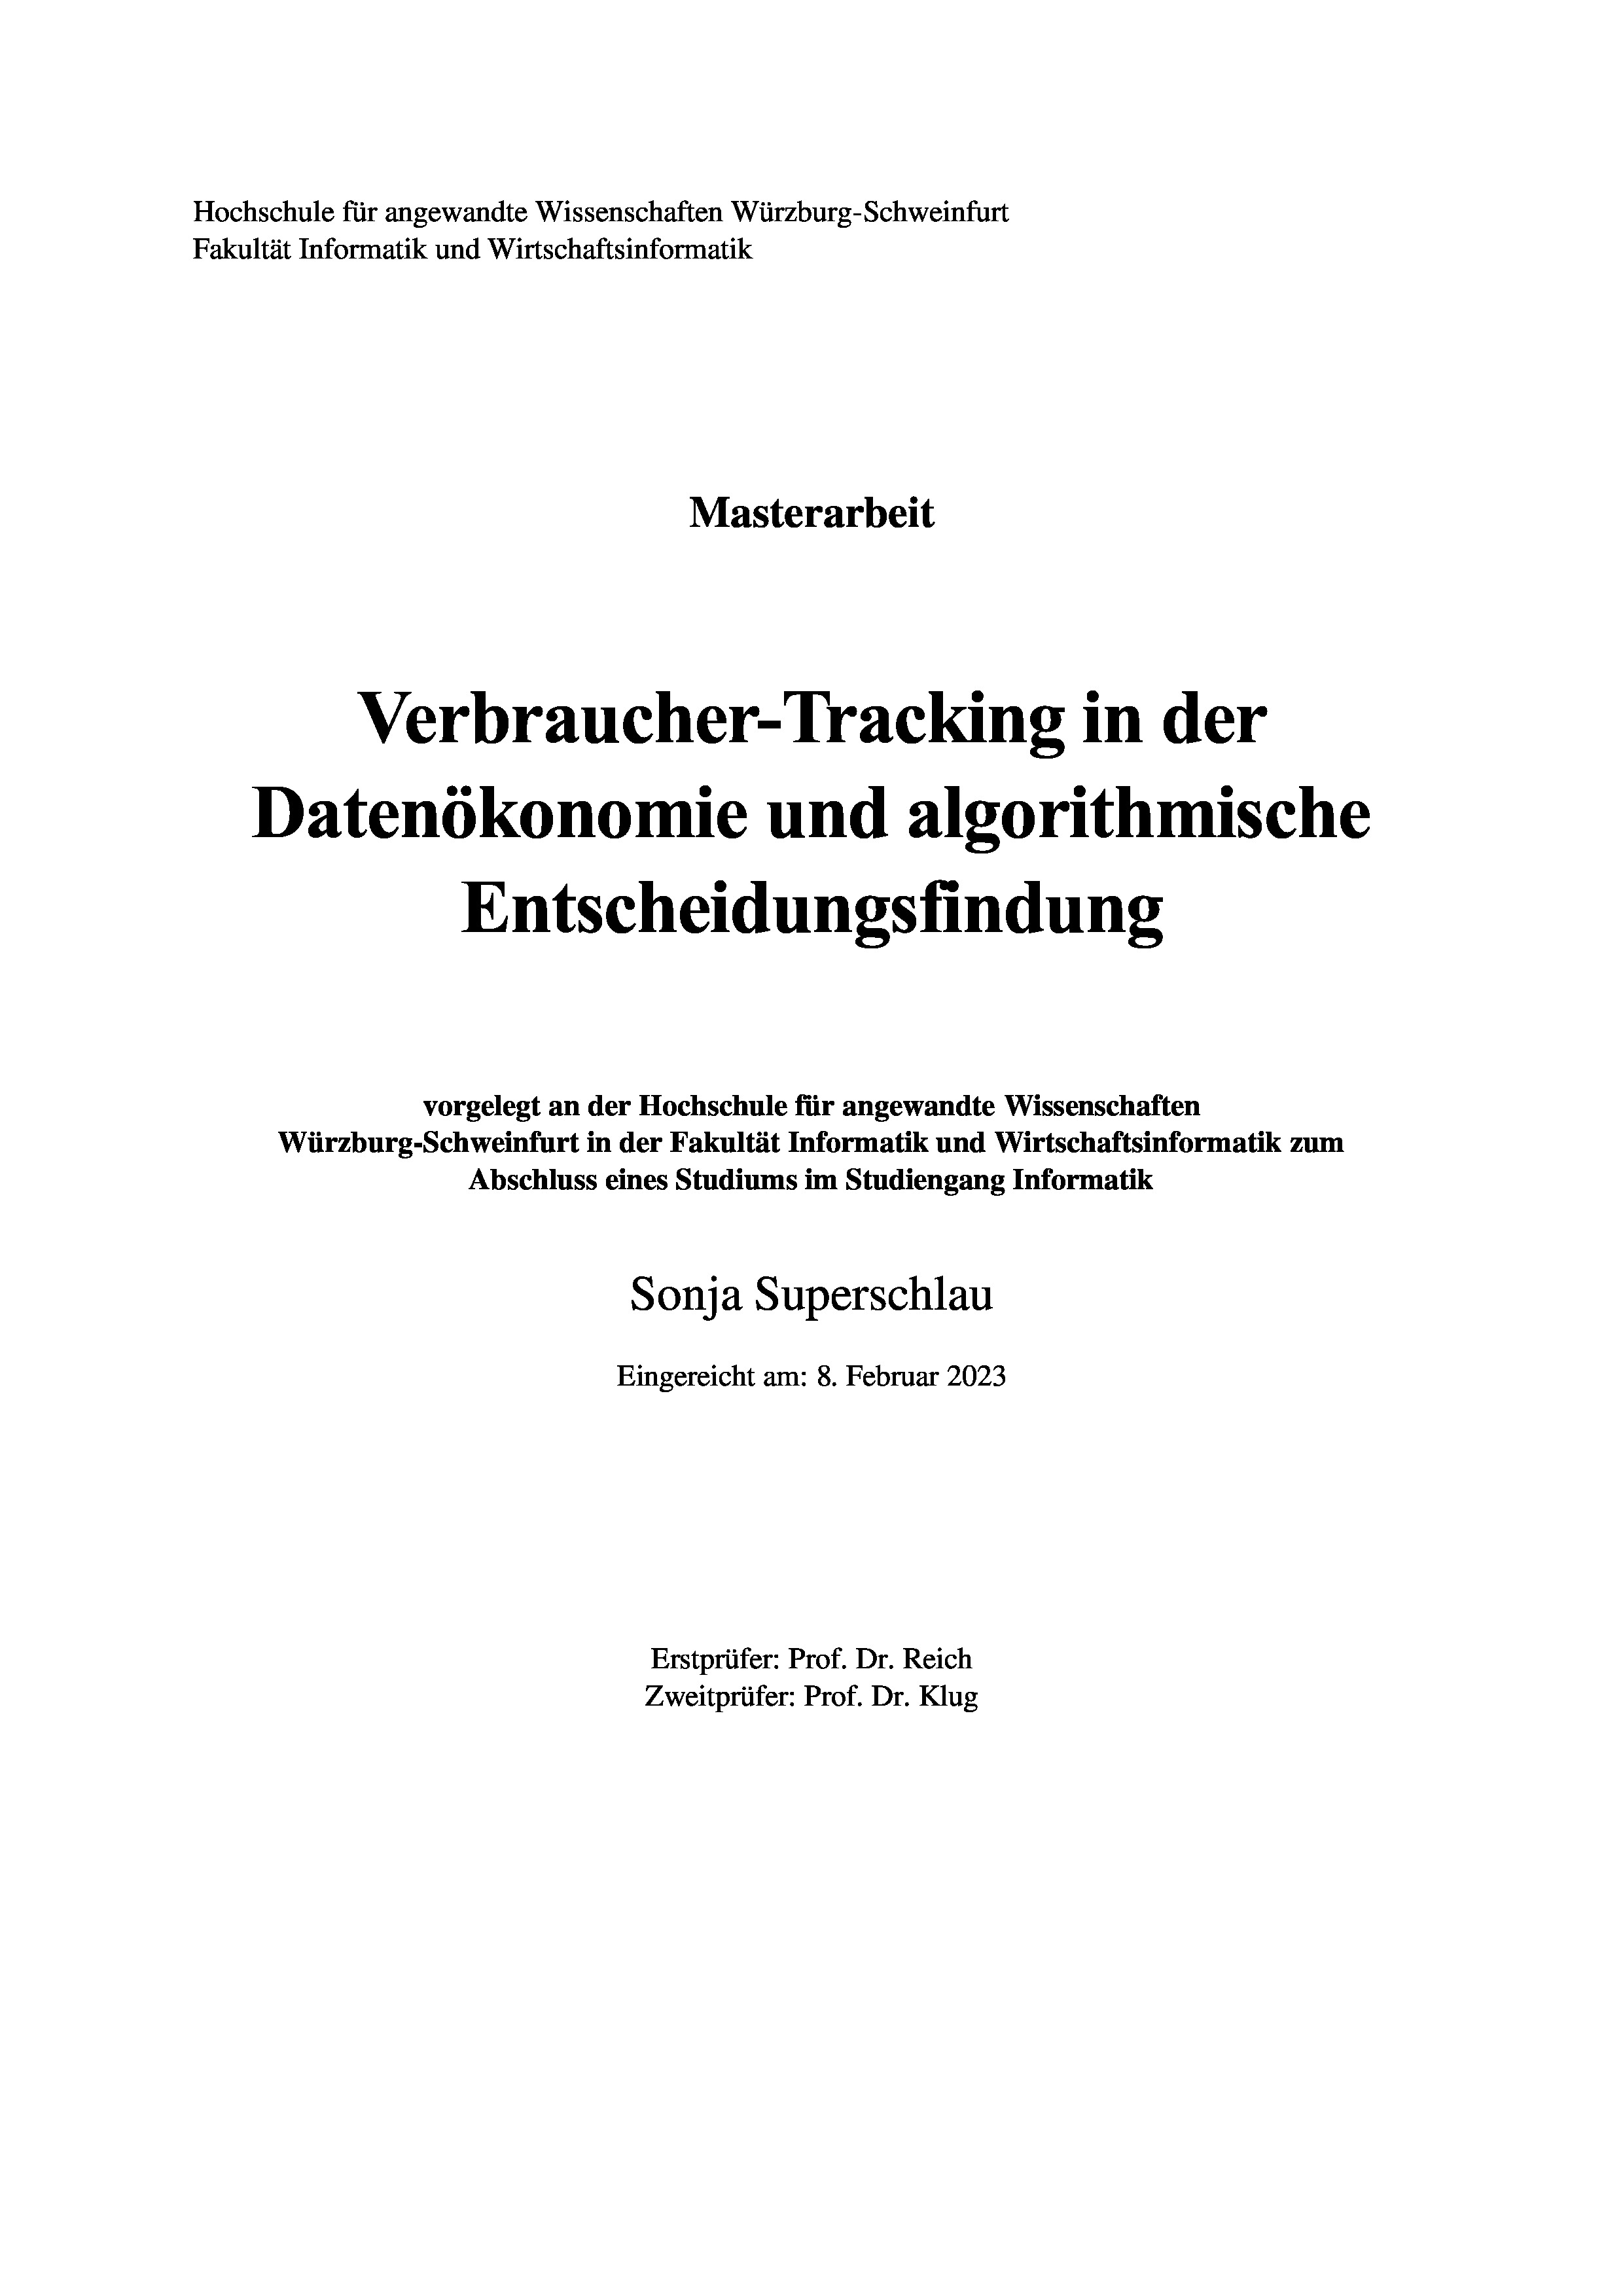 Hochschule für angewandte Wissenschaften Würzburg-Schweinfurt
Fakultät Informatik und Wirtschaftsinformatik
Masterarbeit
Verbraucher-Tracking in der
Datenökonomie und algorithmische
Entscheidungsfindung
vorgelegt an der Hochschule für angewandte Wissenschaften
Würzburg-Schweinfurt in der Fakultät Informatik und Wirtschaftsinformatik zum
Abschluss eines Studiums im Studiengang Informatik
Sonja Superschlau
Eingereicht am: 8. Februar 2023
Erstprüfer: Prof. Dr. Reich
Zweitprüfer: Prof. Dr. Klug